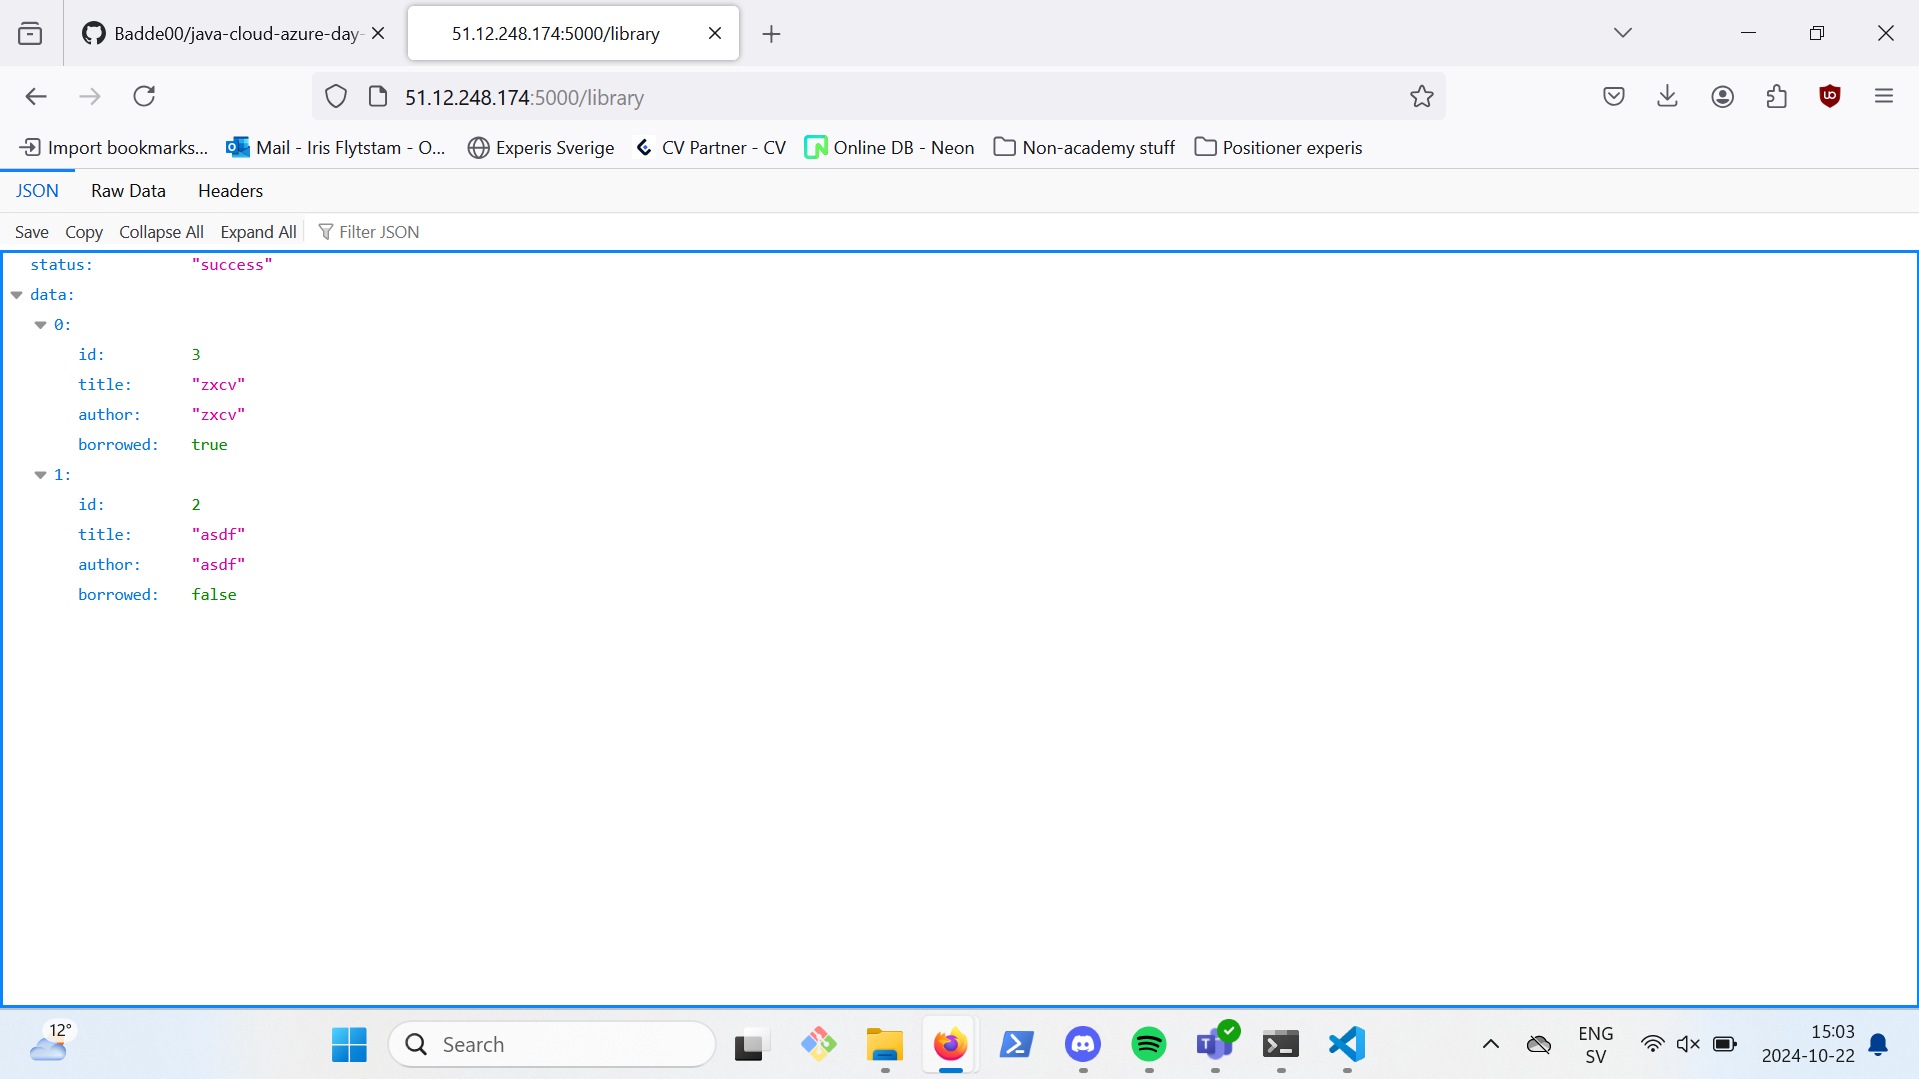 Badde00/java-cloud-azure-day-
51.12.248.174:5000/library
51.12.248.174:5000/library
Import bookmarks...
Mail - Iris Flytstam - O...
Experis Sverige
CV Partner - CV
Online DB - Neon
Non-academy stuff
Positioner experis
JSON
Raw Data
Headers
Save
Copy
Collapse All
Expand All
Filter JSON
status: "success"
data:
0:
id: 3
title: "zxcv"
author: "zxcv"
borrowed: true
1:
id: 2
title: "asdf"
author: "asdf"
borrowed: false
12°
Search
ENG
SV
15:03
2024-10-22